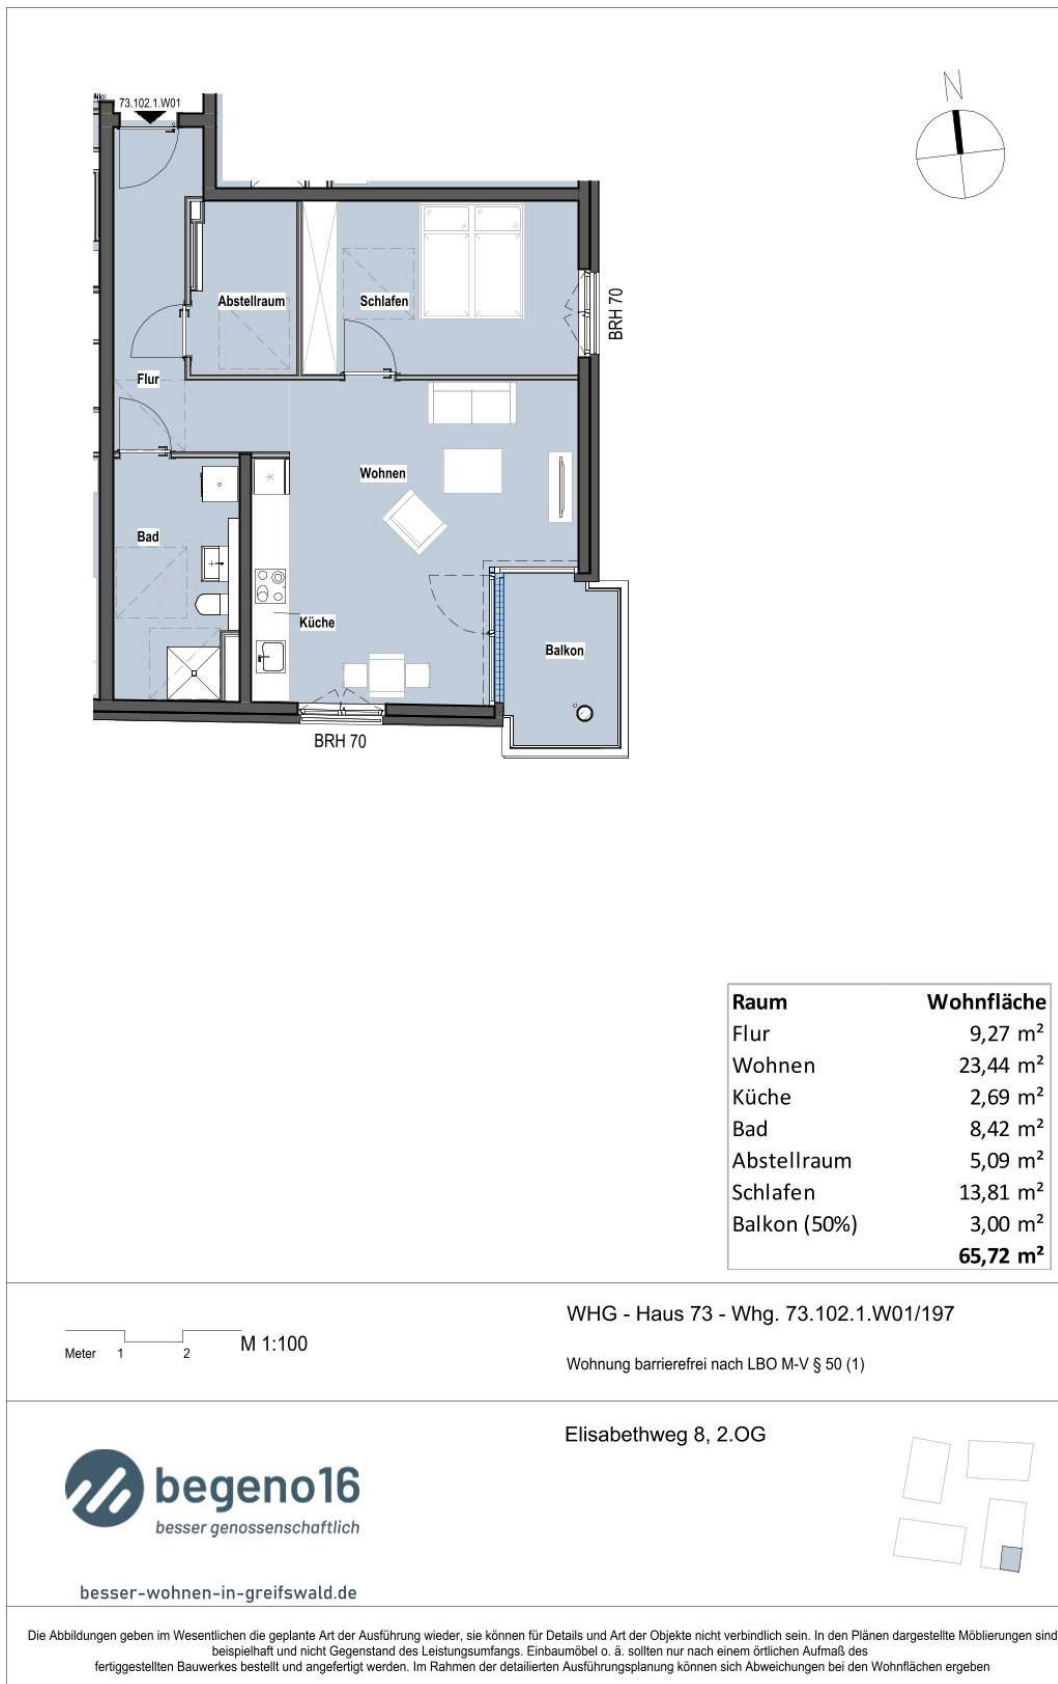 N
73.102.1.W01
Abstellraum
Schlafen
BRH 70
Flur
Wohnen
Bad
Küche
Balkon
BRH 70
Raum Wohnfläche
Flur 9,27 m²
Wohnen 23,44 m²
Küche 2,69 m²
Bad 8,42 m²
Abstellraum 5,09 m²
Schlafen 13,81 m²
Balkon (50%) 3,00 m²
65,72 m²
Meter 1 2 M 1:100
WHG - Haus 73 - Whg. 73.102.1.W01/197
Wohnung barrierefrei nach LBO M-V § 50 (1)
Elisabethweg 8, 2.OG
begeno16
besser genossenschaftlich
besser-wohnen-in-greifswald.de
Die Abbildungen geben im Wesentlichen die geplante Art der Ausführung wieder, sie können für Details und Art der Objekte nicht verbindlich sein. In den Plänen dargestellte Möblierungen sind
beispielhaft und nicht Gegenstand des Leistungsumfangs. Einbaumöbel o. ä. sollten nur nach einem örtlichen Aufmaß des
fertiggestellten Bauwerkes bestellt und angefertigt werden. Im Rahmen der detailierten Ausführungsplanung können sich Abweichungen bei den Wohnflächen ergeben